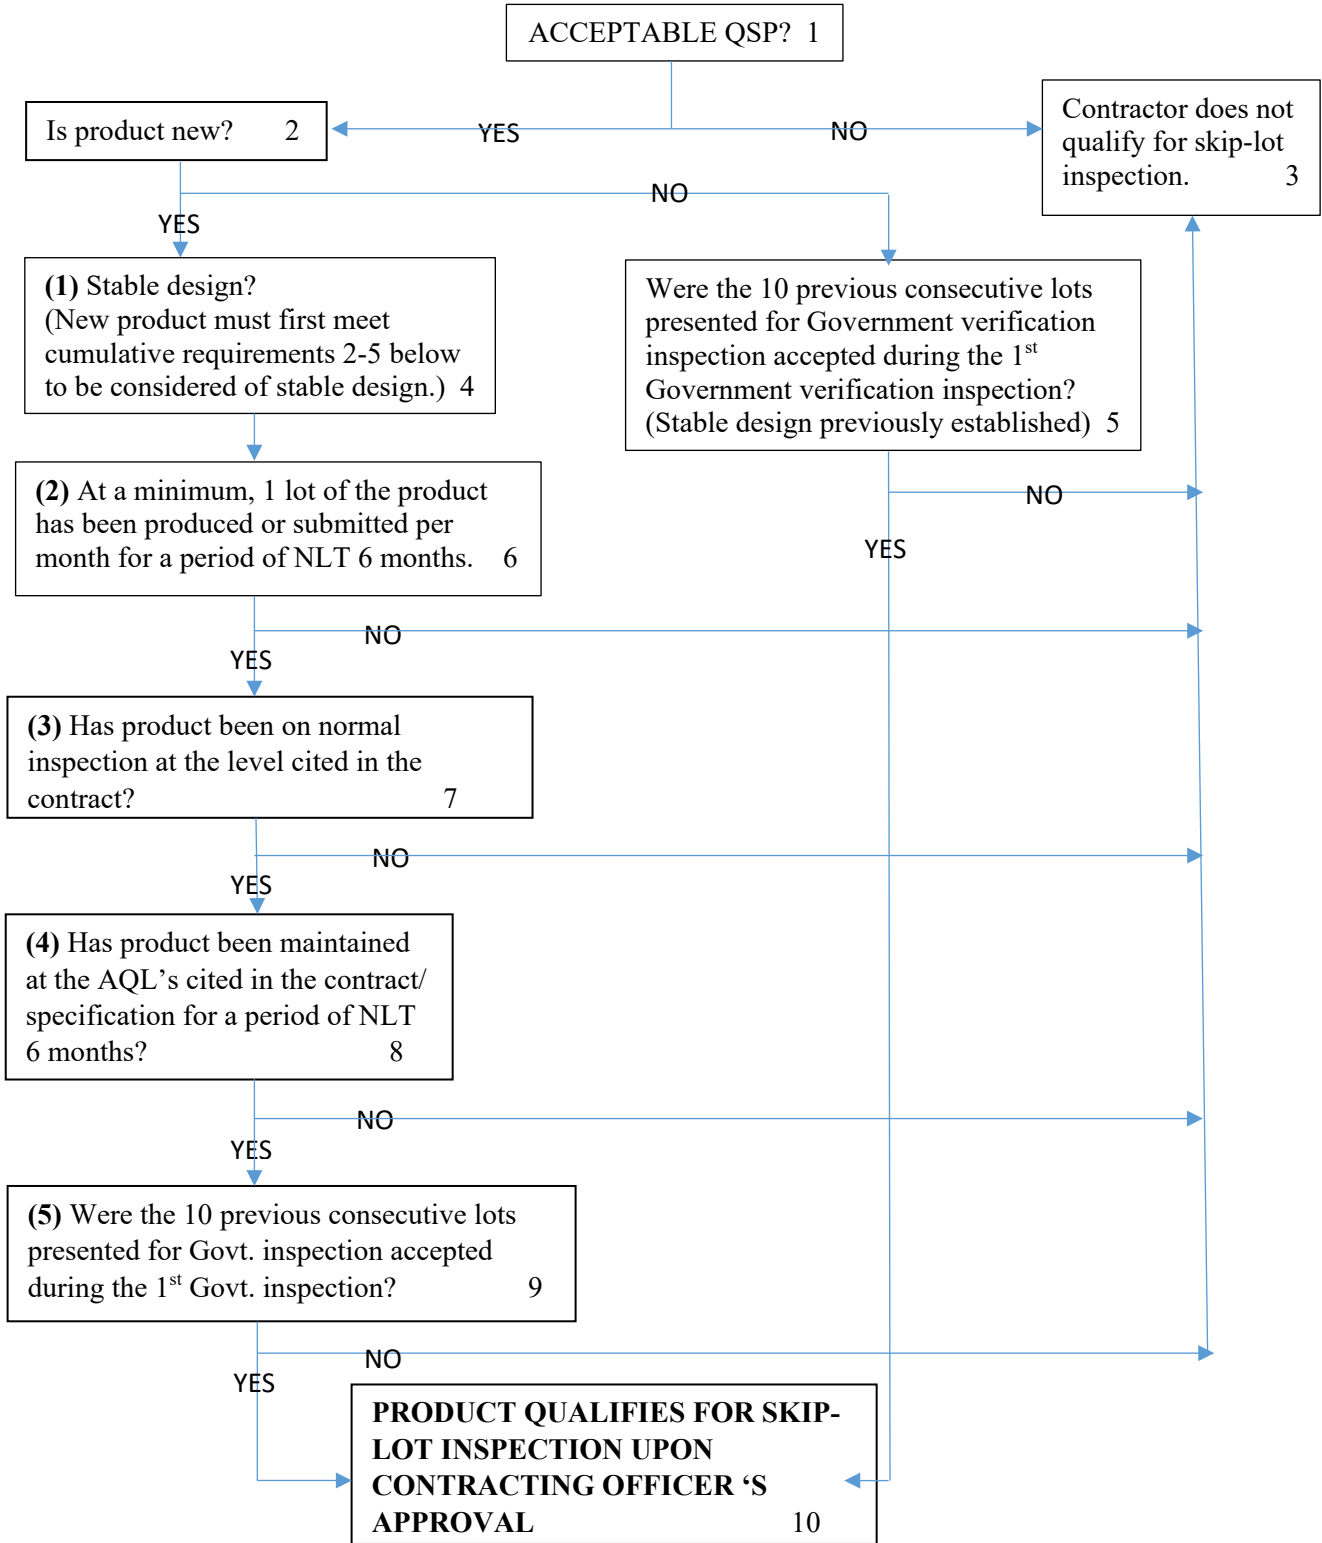 ACCEPTABLE QSP? 1
Is product new? 2
YES
NO
Contractor does not
qualify for skip-lot
inspection. 3
NO
YES
(1) Stable design?
(New product must first meet
cumulative requirements 2-5 below
to be considered of stable design.) 4
Were the 10 previous consecutive lots
presented for Government verification
inspection accepted during the 1st
Government verification inspection?
(Stable design previously established) 5
(2) At a minimum, 1 lot of the product
has been produced or submitted per
month for a period of NLT 6 months. 6
NO
YES
NO
YES
(3) Has product been on normal
inspection at the level cited in the
contract? 7
NO
YES
(4) Has product been maintained
at the AQL’s cited in the contract/
specification for a period of NLT
6 months? 8
NO
YES
(5) Were the 10 previous consecutive lots
presented for Govt. inspection accepted
during the 1st Govt. inspection? 9
NO
YES
PRODUCT QUALIFIES FOR SKIP-
LOT INSPECTION UPON
CONTRACTING OFFICER ‘S
APPROVAL 10